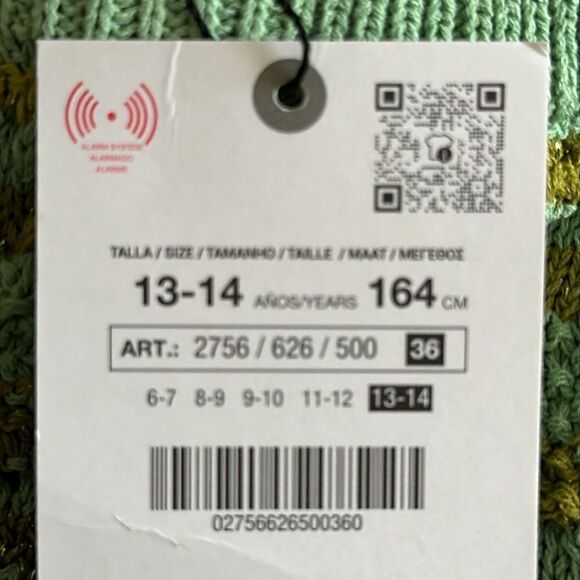 ALARM SYSTEM
ALARMADO
ALARME
TALLA / SIZE / TAMANHO / TAILLE / MAAT / ΜΕΓΕΘΟΣ
13-14 AÑOS/YEARS 164 CM
ART.: 2756 / 626 / 500 36
6-7 8-9 9-10 11-12 13-14
02756626500360